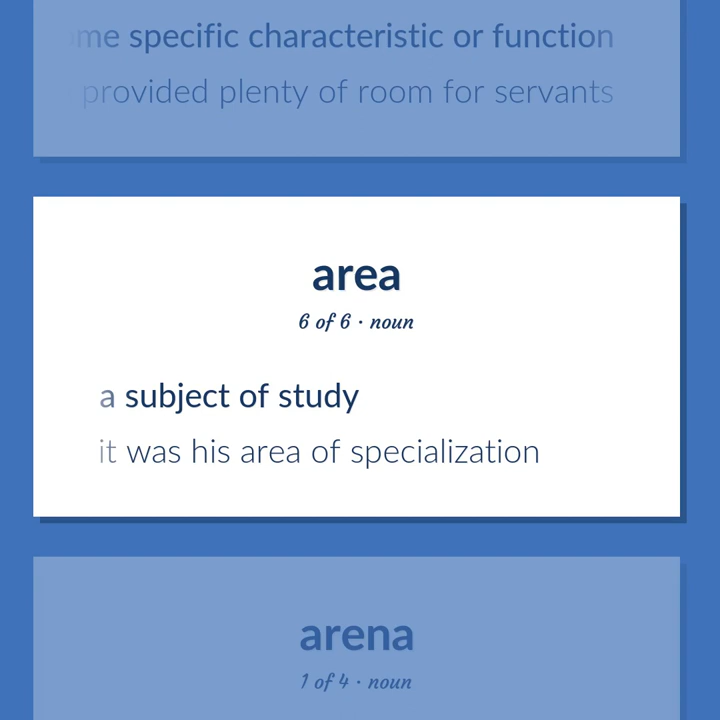 me specific characteristic or function
provided plenty of room for servants
area
6 of 6 · noun
a subject of study
it was his area of specialization
arena
1 of 4 · noun